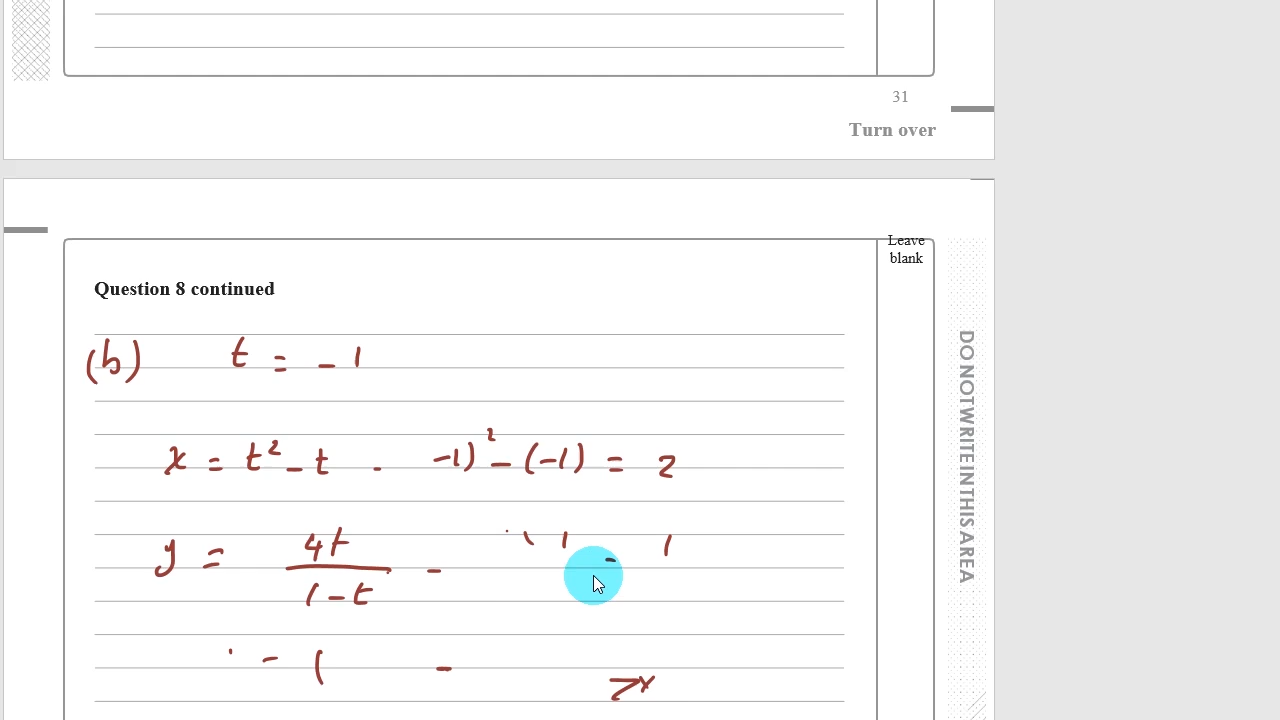 31
Turn over
Leave
blank
Question 8 continued
(b) t = - 1
x = t² - t - -1)² - (-1) = 2
y = 4t / 1 - t -
DO NOT WRITE IN THIS AREA